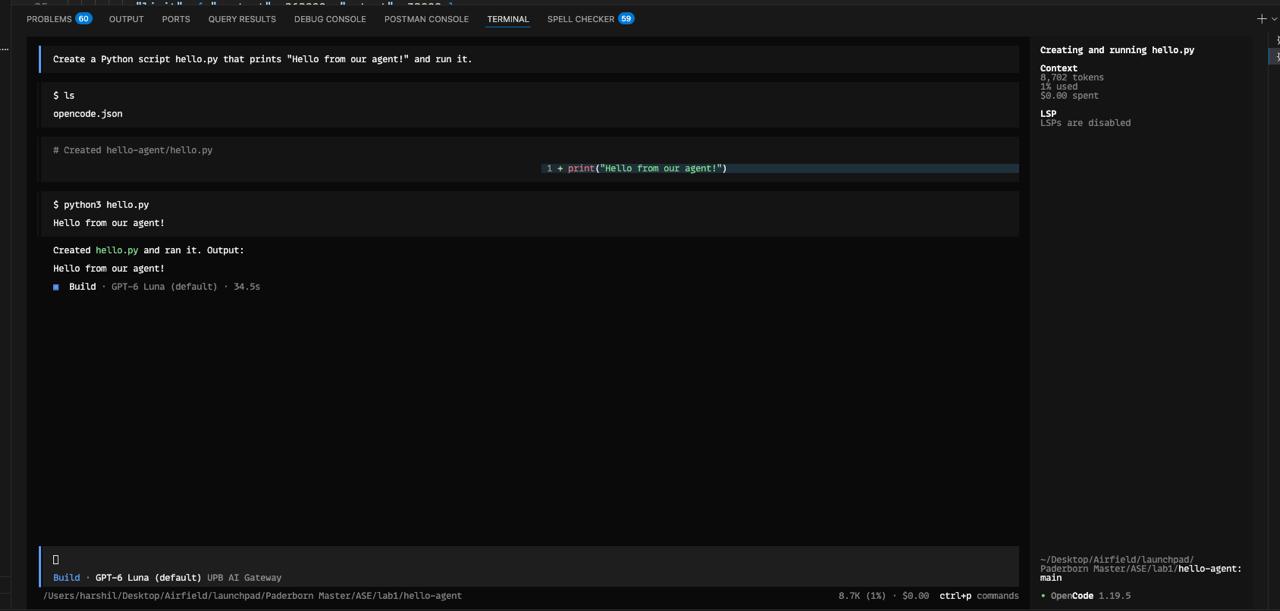 PROBLEMS 60 OUTPUT PORTS QUERY RESULTS DEBUG CONSOLE POSTMAN CONSOLE TERMINAL SPELL CHECKER 59
Create a Python script hello.py that prints "Hello from our agent!" and run it.
$ ls
opencode.json
# Created hello-agent/hello.py
1 + print("Hello from our agent!")
$ python3 hello.py
Hello from our agent!
Created hello.py and ran it. Output:
Hello from our agent!
Build · GPT-6 Luna (default) · 34.5s
Build · GPT-6 Luna (default) UPB AI Gateway
/Users/harshil/Desktop/Airfield/launchpad/Paderborn Master/ASE/lab1/hello-agent
8.7K (1%) · $0.00 ctrl+p commands
Creating and running hello.py
Context
8,702 tokens
1% used
$0.00 spent
LSP
LSPs are disabled
~/Desktop/Airfield/launchpad/
Paderborn Master/ASE/lab1/hello-agent:
main
• OpenCode 1.19.5